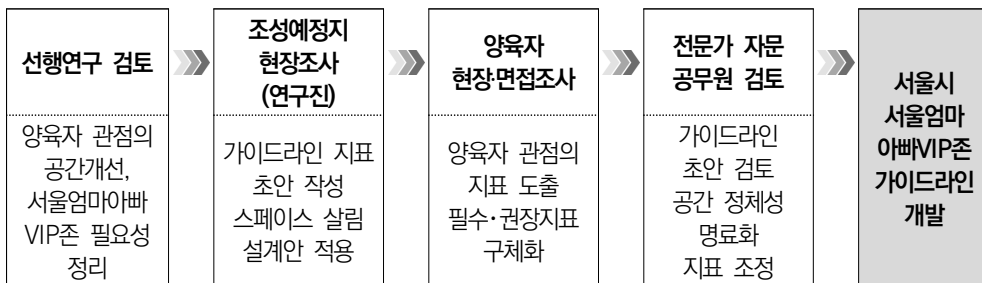 선행연구 검토
양육자 관점의
공간개선,
서울엄마아빠
VIP존 필요성
정리
조성예정지
현장조사
(연구진)
가이드라인 지표
초안 작성
스페이스 살림
설계안 적용
양육자
현장·면접조사
양육자 관점의
지표 도출
필수·권장지표
구체화
전문가 자문
공무원 검토
가이드라인
초안 검토
공간 정체성
명료화
지표 조정
서울시
서울엄마
아빠VIP존
가이드라인
개발